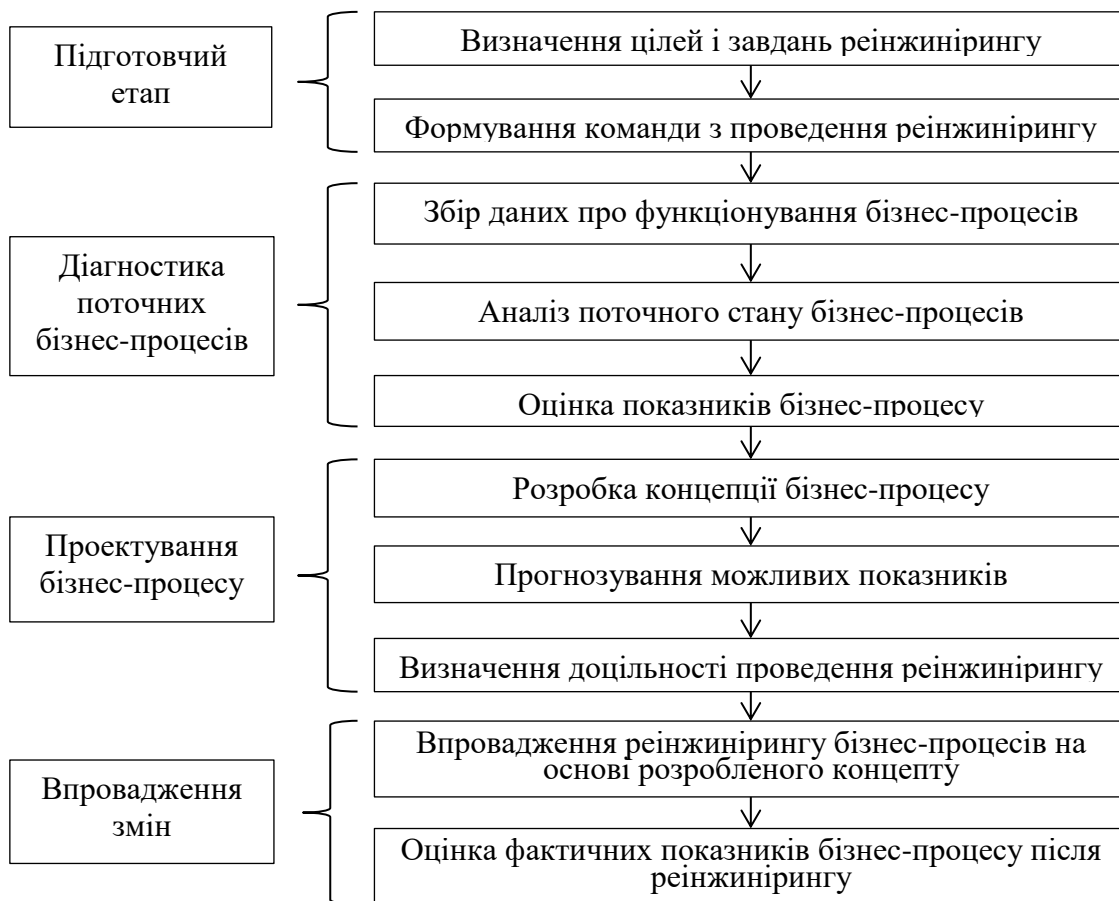 Підготовчий
етап
Визначення цілей і завдань реінжинірингу
Формування команди з проведення реінжинірингу
Діагностика
поточних
бізнес-процесів
Збір даних про функціонування бізнес-процесів
Аналіз поточного стану бізнес-процесів
Оцінка показників бізнес-процесу
Проектування
бізнес-процесу
Розробка концепції бізнес-процесу
Прогнозування можливих показників
Визначення доцільності проведення реінжинірингу
Впровадження
змін
Впровадження реінжинірингу бізнес-процесів на
основі розробленого концепту
Оцінка фактичних показників бізнес-процесу після
реінжинірингу